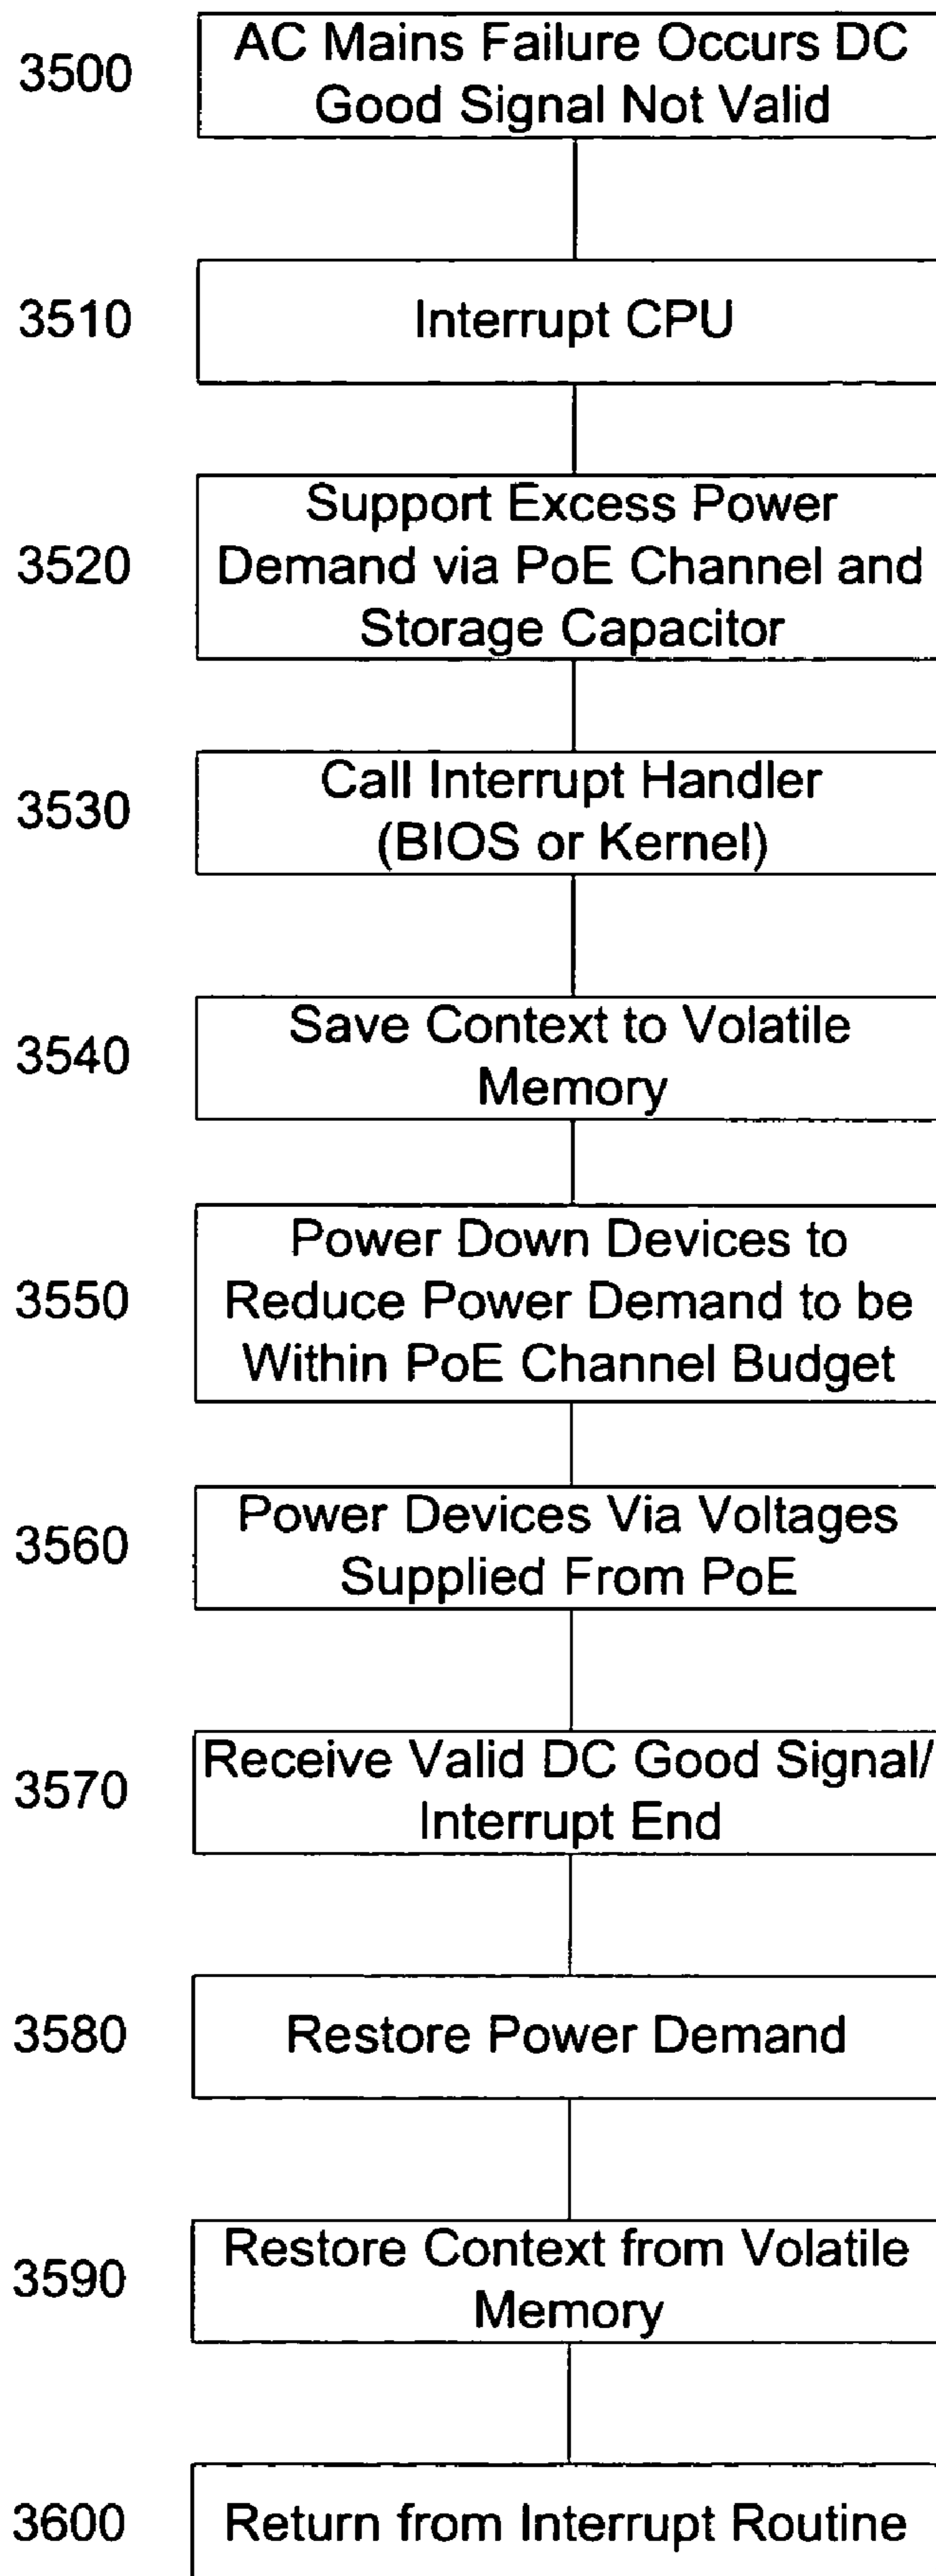 3500
AC Mains Failure Occurs DC
Good Signal Not Valid
3510
Interrupt CPU
3520
Support Excess Power
Demand via PoE Channel and
Storage Capacitor
3530
Call Interrupt Handler
(BIOS or Kernel)
3540
Save Context to Volatile
Memory
3550
Power Down Devices to
Reduce Power Demand to be
Within PoE Channel Budget
3560
Power Devices Via Voltages
Supplied From PoE
3570
Receive Valid DC Good Signal/
Interrupt End
3580
Restore Power Demand
3590
Restore Context from Volatile
Memory
3600
Return from Interrupt Routine